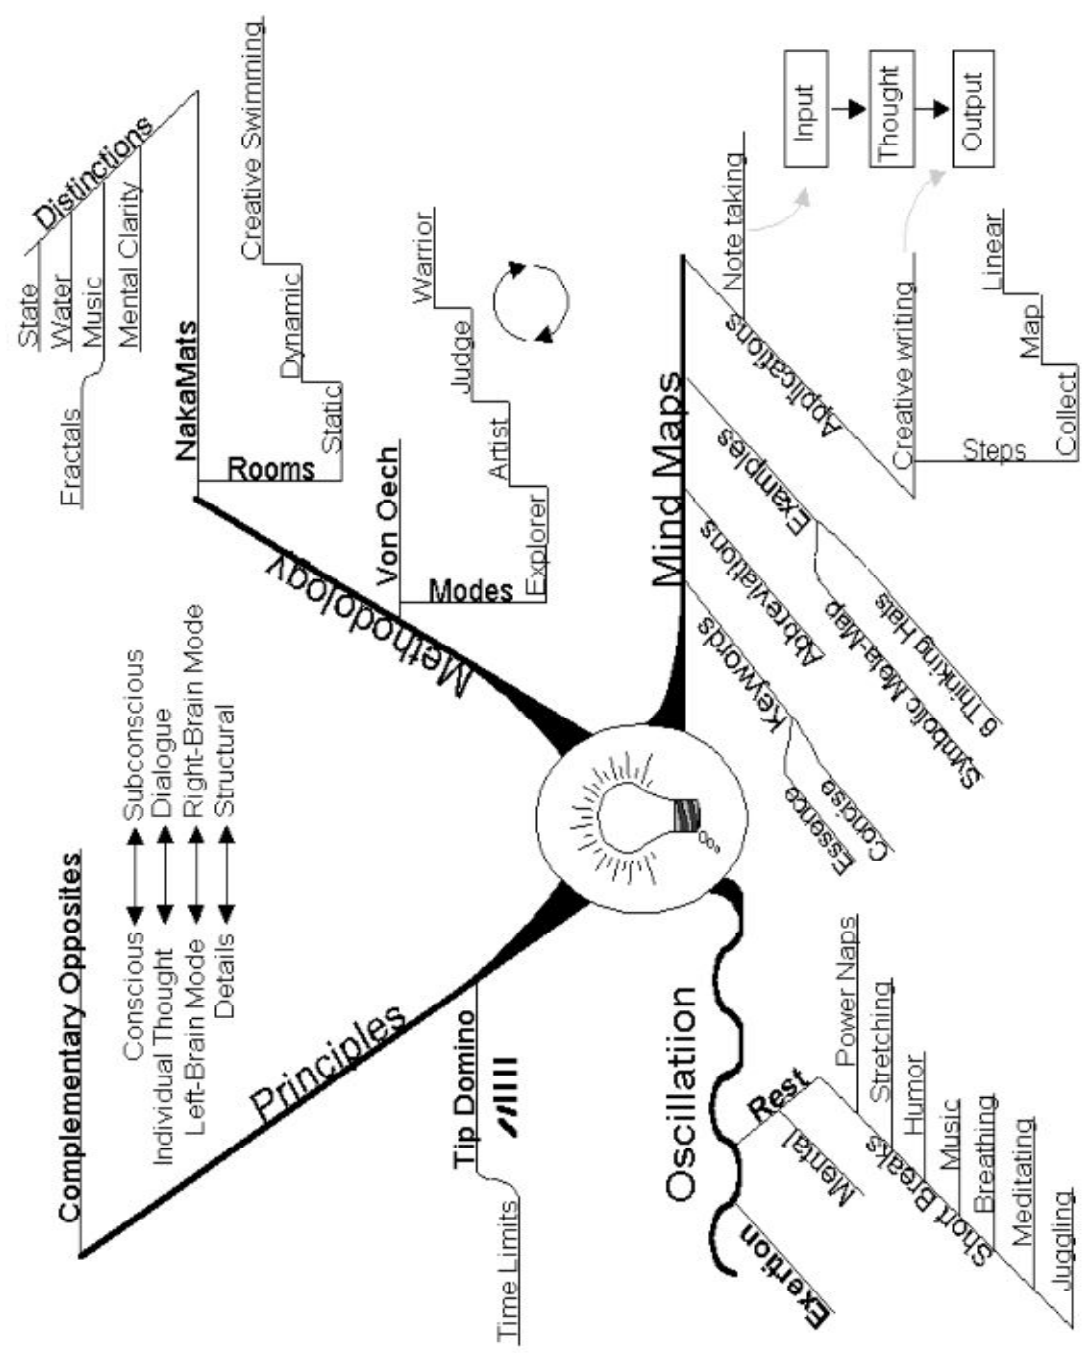 Complementary Opposites
Conscious Subconscious
Individual Thought Dialogue
Left-Brain Mode Right-Brain Mode
Details Structural
Principles
Tip Domino
Time Limits
Methodology
NakaMats
Distinctions
State
Water
Music
Fractals
Mental Clarity
Rooms
Static
Dynamic
Creative Swimming
Von Oech
Modes
Explorer
Artist
Judge
Warrior
Oscillatiion
Exertion
Rest
Mental
Short Breaks
Power Naps
Stretching
Humor
Music
Breathing
Meditating
Juggling
Mind Maps
Keywords
Essence
Concise
Abbreviations
Examples
Symbolic Mela-Map
6 Thinking Hats
Applications
Note taking
Creative writing
Steps
Collect
Map
Linear
Input
Thought
Output